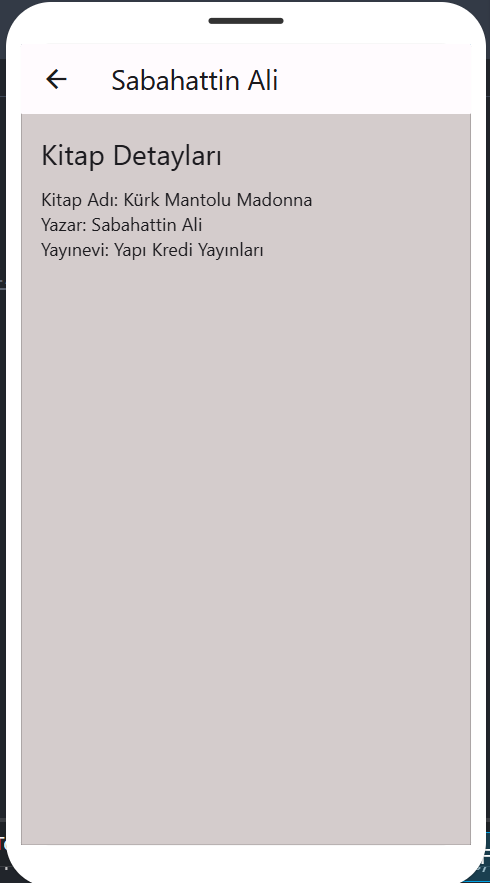 Sabahattin Ali
Kitap Detayları
Kitap Adı: Kürk Mantolu Madonna
Yazar: Sabahattin Ali
Yayınevi: Yapı Kredi Yayınları